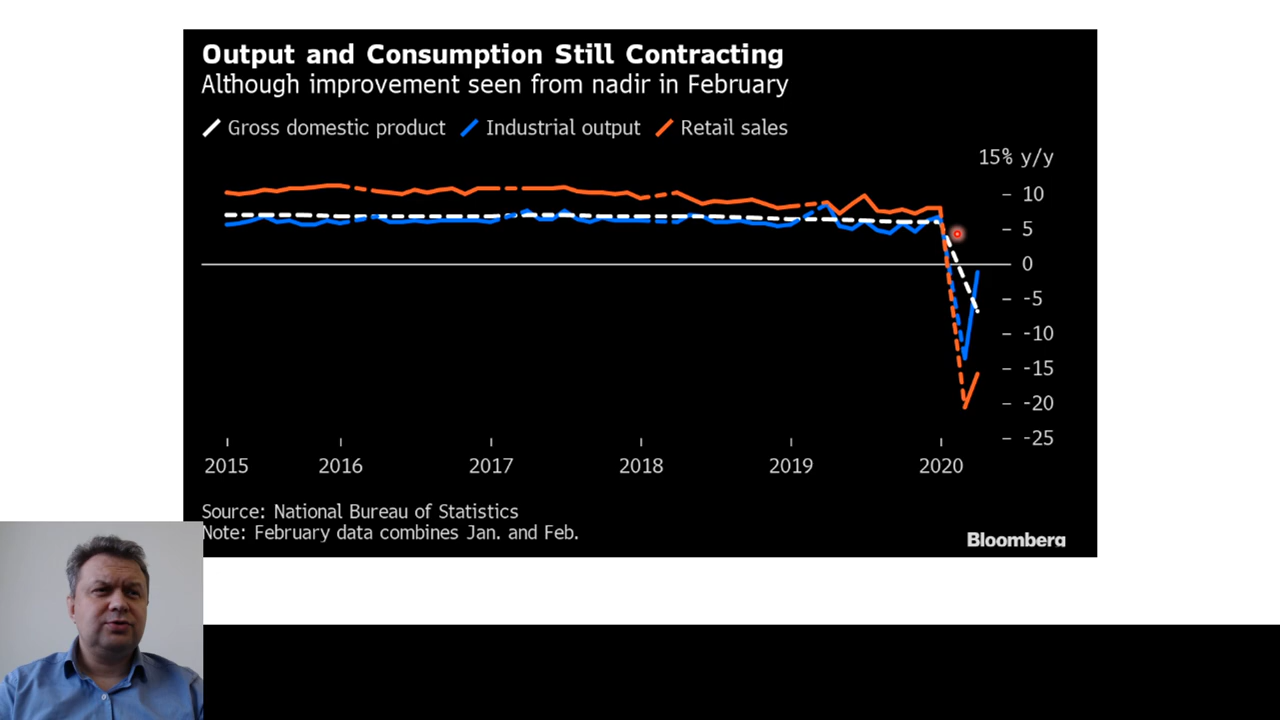 Output and Consumption Still Contracting
Although improvement seen from nadir in February
Gross domestic product Industrial output Retail sales
15% y/y
10
5
0
-5
-10
-15
-20
-25
2015 2016 2017 2018 2019 2020
Source: National Bureau of Statistics
Note: February data combines Jan. and Feb.
Bloomberg